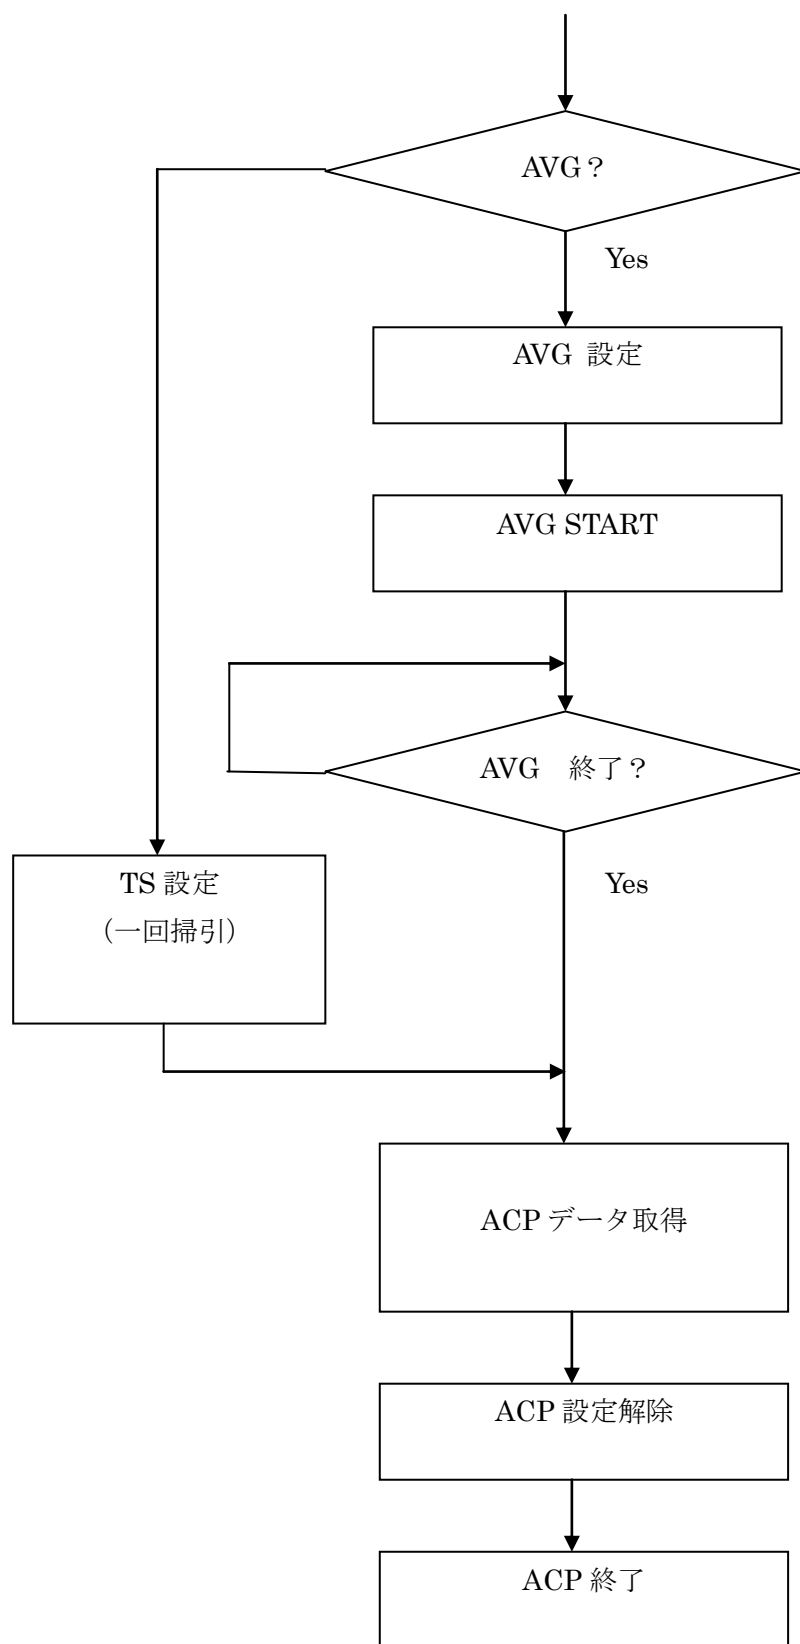 AVG？
Yes
AVG 設定
AVG START
AVG　終了？
Yes
TS 設定
（一回掃引）
ACP データ取得
ACP 設定解除
ACP 終了